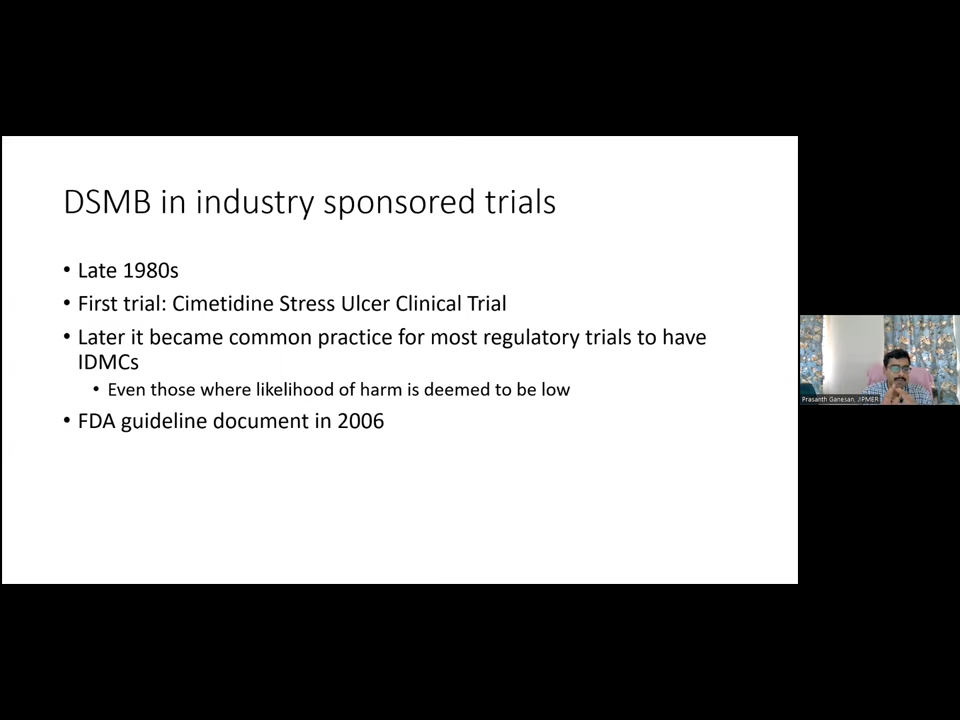 DSMB in industry sponsored trials
• Late 1980s
• First trial: Cimetidine Stress Ulcer Clinical Trial
• Later it became common practice for most regulatory trials to have
IDMCs
• Even those where likelihood of harm is deemed to be low
• FDA guideline document in 2006
Prasanth Ganesan, JIPMER